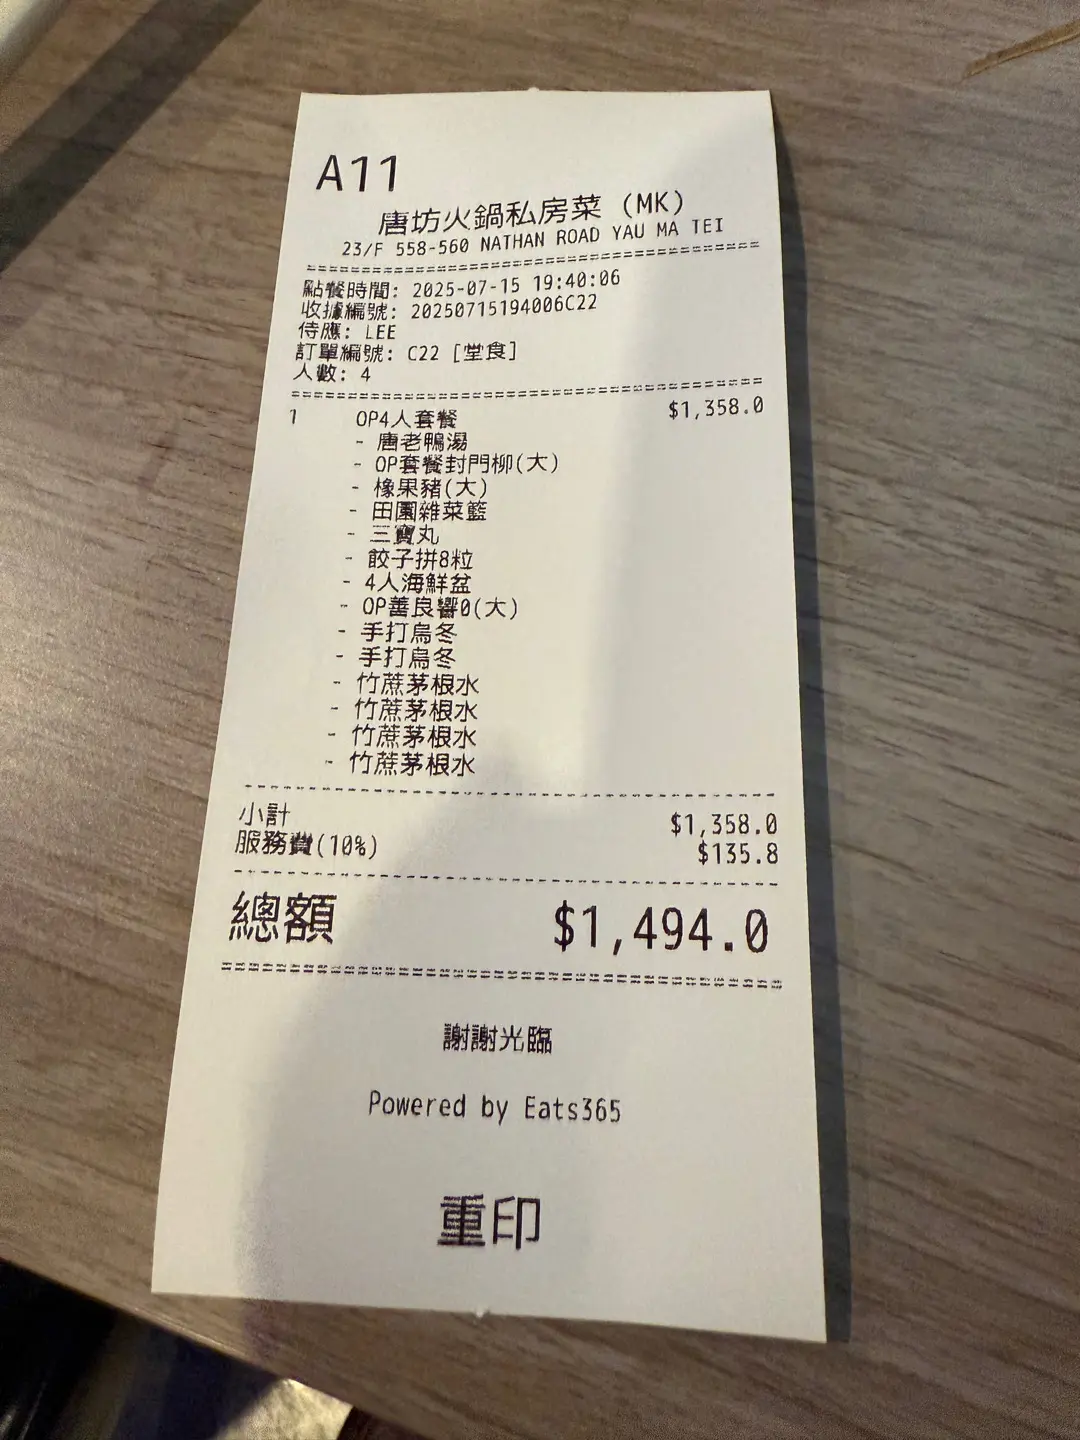 A11
唐坊火鍋私房菜 (MK)
23/F 558-560 NATHAN ROAD YAU MA TEI
點餐時間: 2025-07-15 19:40:06
收據編號: 20250715194006C22
侍應: LEE
訂單編號: C22 [堂食]
人數: 4
1 OP4人套餐 $1,358.0
- 唐老鴨湯
- OP套餐封門柳(大)
- 橡果豬(大)
- 田園雜菜籃
- 三寶丸
- 餃子拼8粒
- 4人海鮮盆
- OP善良響0(大)
- 手打烏冬
- 手打烏冬
- 竹蔗茅根水
- 竹蔗茅根水
- 竹蔗茅根水
- 竹蔗茅根水
小計 $1,358.0
服務費(10%) $135.8
總額 $1,494.0
謝謝光臨
Powered by Eats365
重印